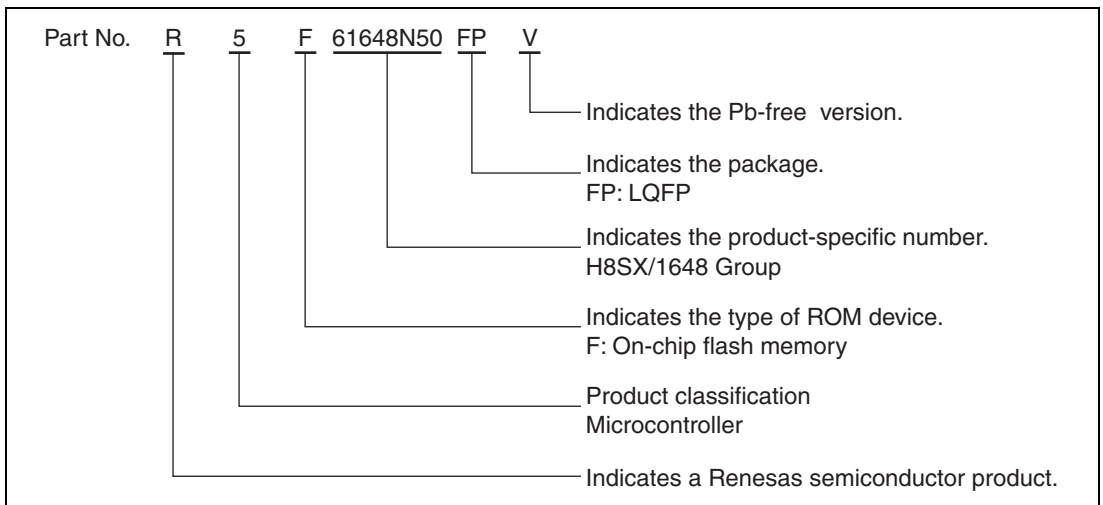 Part No. R 5 F 61648N50 FP V
Indicates the Pb-free version.
Indicates the package.
FP: LQFP
Indicates the product-specific number.
H8SX/1648 Group
Indicates the type of ROM device.
F: On-chip flash memory
Product classification
Microcontroller
Indicates a Renesas semiconductor product.